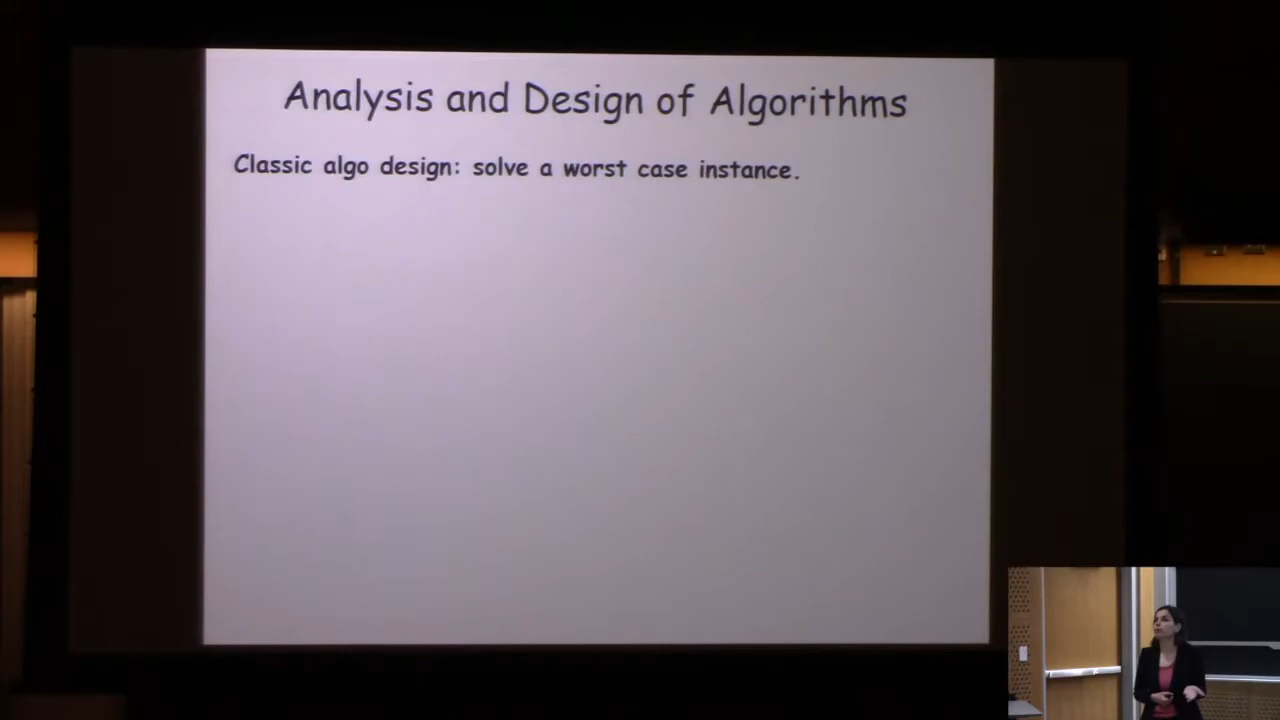 Analysis and Design of Algorithms
Classic algo design: solve a worst case instance.